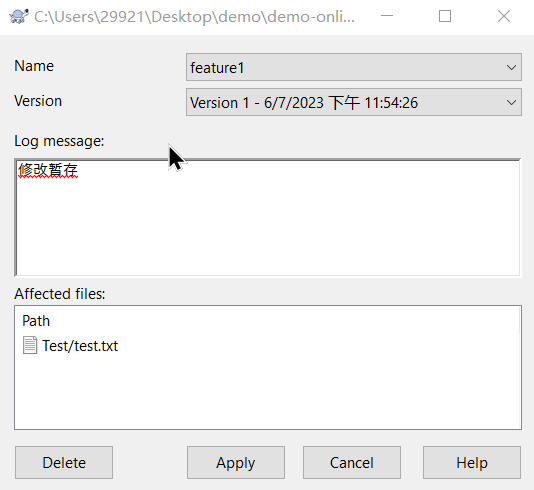 C:\Users\29921\Desktop\demo\demo-onli...
Name
feature1
Version
Version 1 - 6/7/2023 下午 11:54:26
Log message:
修改暫存
Affected files:
Path
Test/test.txt
Delete
Apply
Cancel
Help